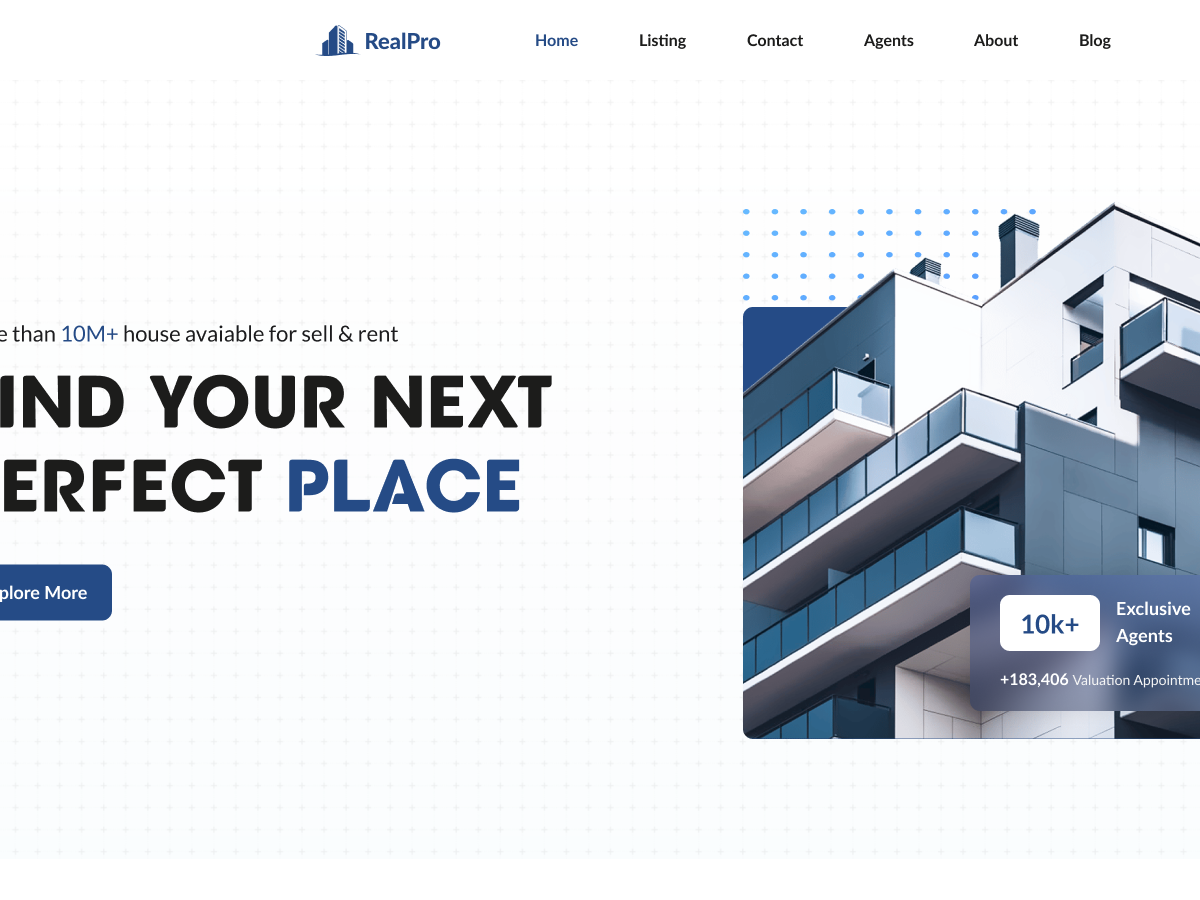 RealPro
Home Listing Contact Agents About Blog
e than 10M+ house avaiable for sell & rent
IND YOUR NEXT
ERFECT PLACE
plore More
10k+
Exclusive
Agents
+183,406 Valuation Appointme